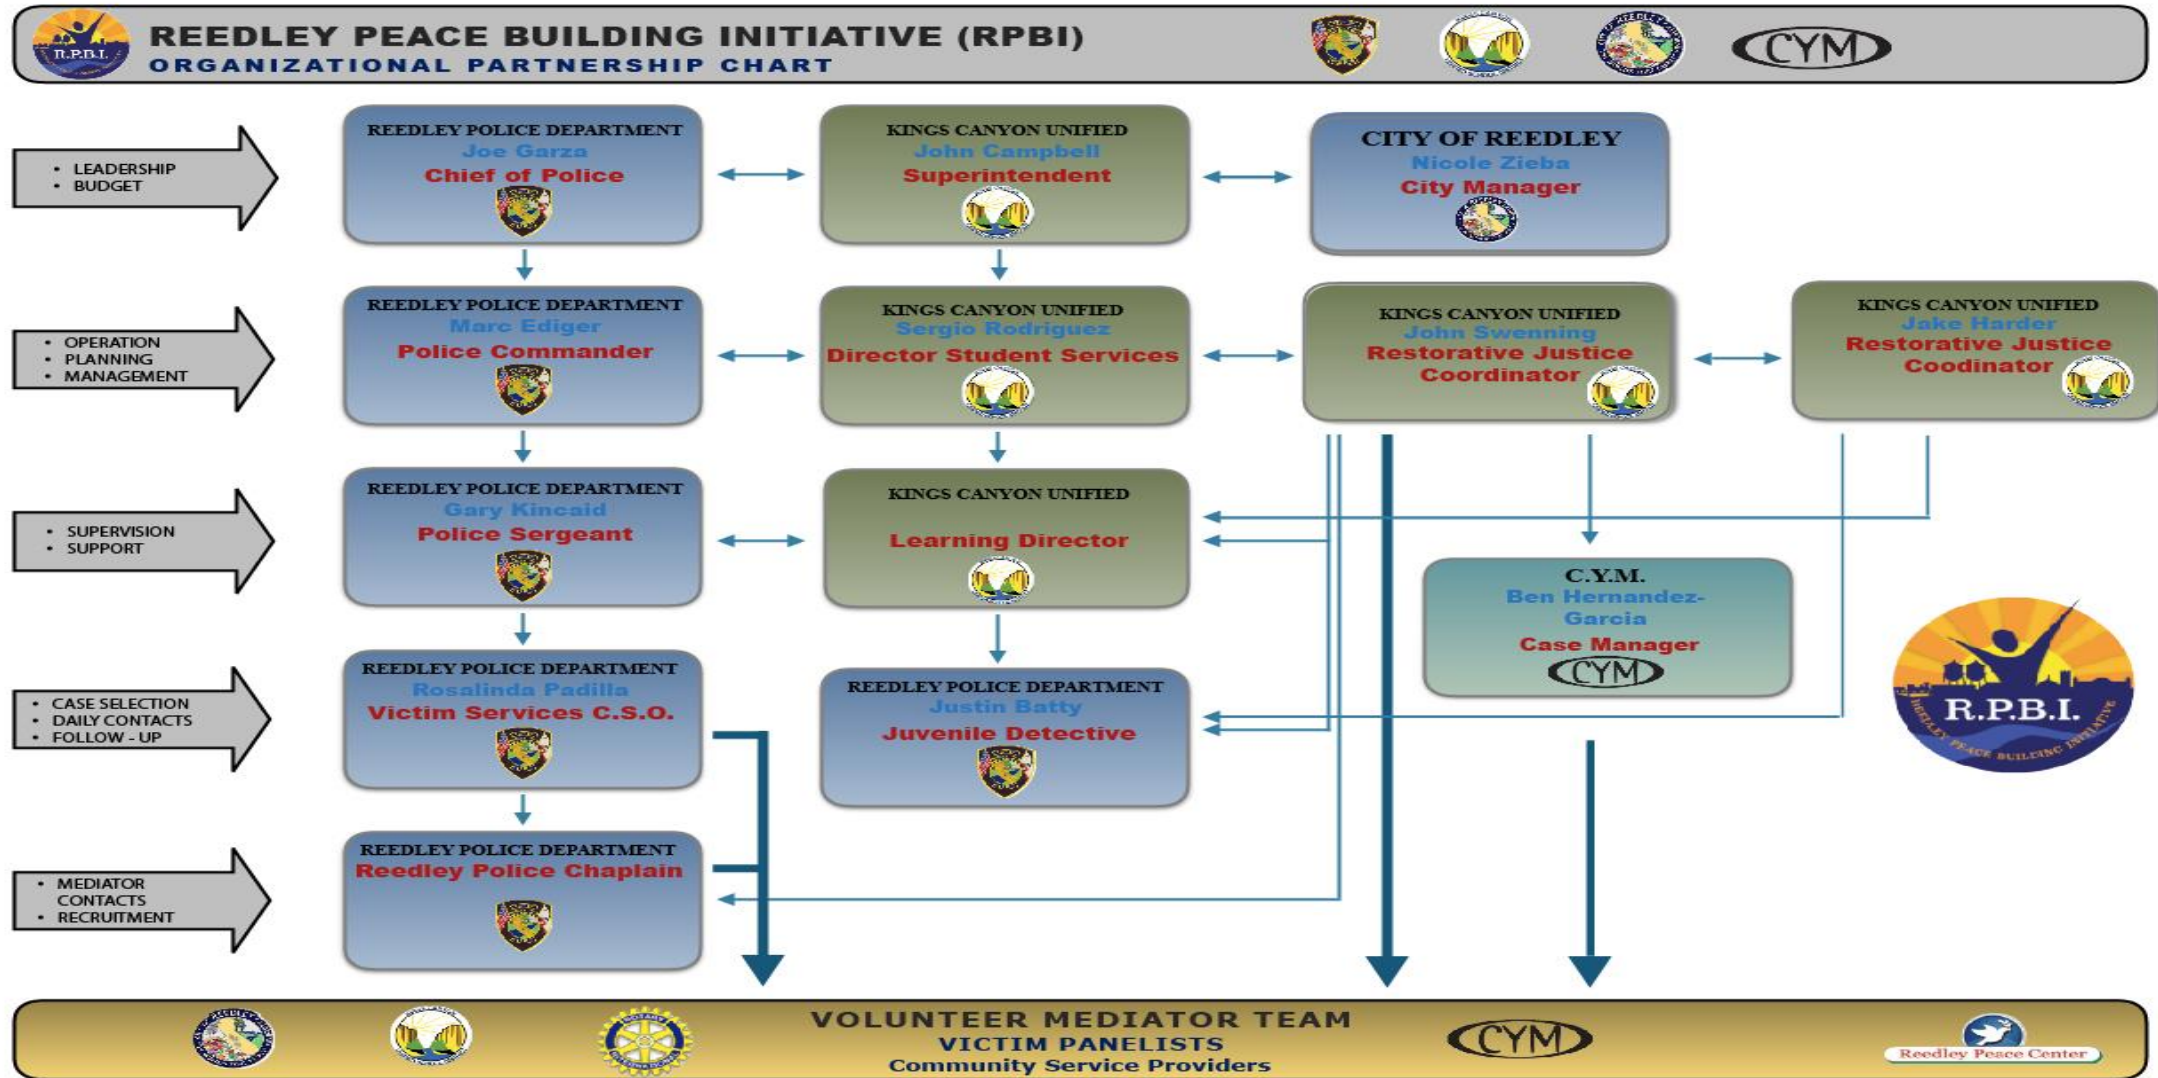 R.P.B.I.
REEDLEY PEACE BUILDING INITIATIVE (RPBI)
ORGANIZATIONAL PARTNERSHIP CHART
CYM
• LEADERSHIP
• BUDGET
REEDLEY POLICE DEPARTMENT
Joe Garza
Chief of Police
KINGS CANYON UNIFIED
John Campbell
Superintendent
CITY OF REEDLEY
Nicole Zieba
City Manager
• OPERATION
• PLANNING
• MANAGEMENT
REEDLEY POLICE DEPARTMENT
Marc Ediger
Police Commander
KINGS CANYON UNIFIED
Sergio Rodriguez
Director Student Services
KINGS CANYON UNIFIED
John Swenning
Restorative Justice
Coordinator
KINGS CANYON UNIFIED
Jake Harder
Restorative Justice
Coodinator
• SUPERVISION
• SUPPORT
REEDLEY POLICE DEPARTMENT
Gary Kincaid
Police Sergeant
KINGS CANYON UNIFIED
Learning Director
C.Y.M.
Ben Hernandez-
Garcia
Case Manager
CYM
• CASE SELECTION
• DAILY CONTACTS
• FOLLOW - UP
REEDLEY POLICE DEPARTMENT
Rosalinda Padilla
Victim Services C.S.O.
REEDLEY POLICE DEPARTMENT
Justin Batty
Juvenile Detective
R.P.B.I.
REEDLEY PEACE BUILDING INITIATIVE
• MEDIATOR
CONTACTS
• RECRUITMENT
REEDLEY POLICE DEPARTMENT
Reedley Police Chaplain
VOLUNTEER MEDIATOR TEAM
VICTIM PANELISTS
Community Service Providers
ROTARY
INTERNATIONAL
CYM
Reedley Peace Center